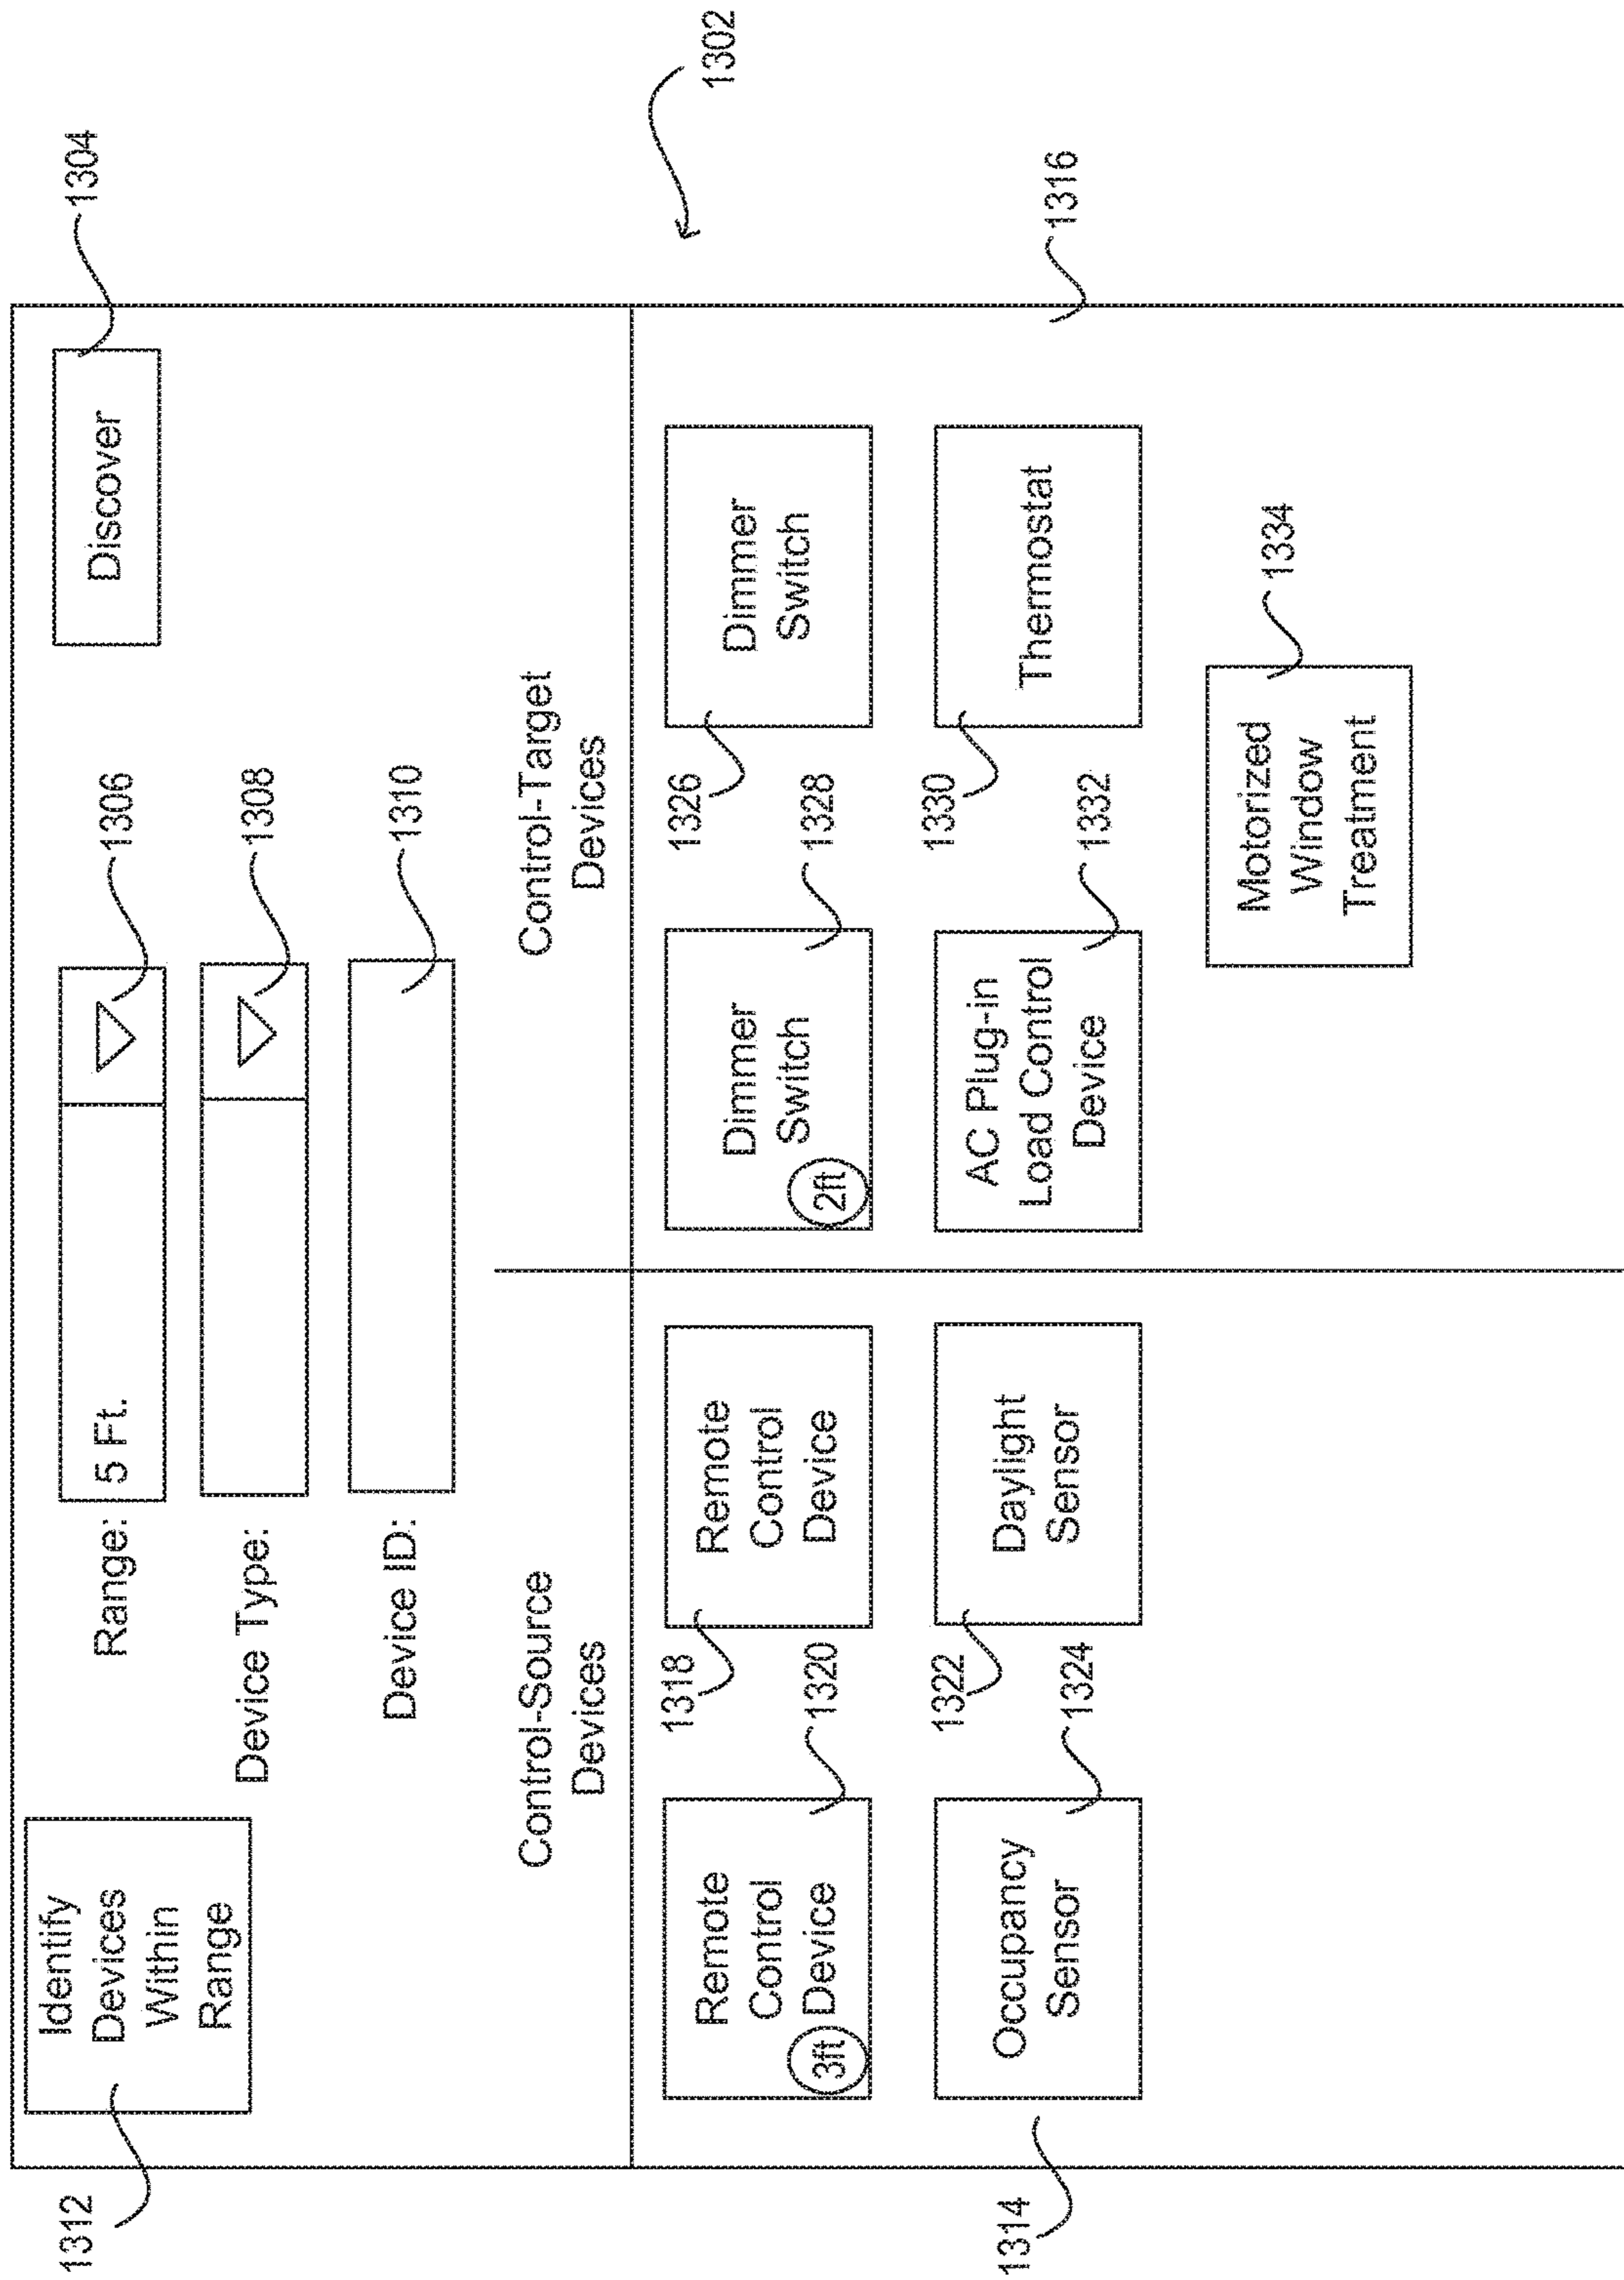 1302
1312
Identify
Devices
Within
Range
Range:
5 Ft.
1306
Discover
1304
Device Type:
1308
Device ID:
1310
Control-Source
Devices
Control-Target
Devices
1314
1316
Remote
Control
Device
3ft
1320
1318
Remote
Control
Device
Dimmer
Switch
2ft
1328
1326
Dimmer
Switch
Occupancy
Sensor
1324
1322
Daylight
Sensor
AC Plug-in
Load Control
Device
1332
1330
Thermostat
Motorized
Window
Treatment
1334